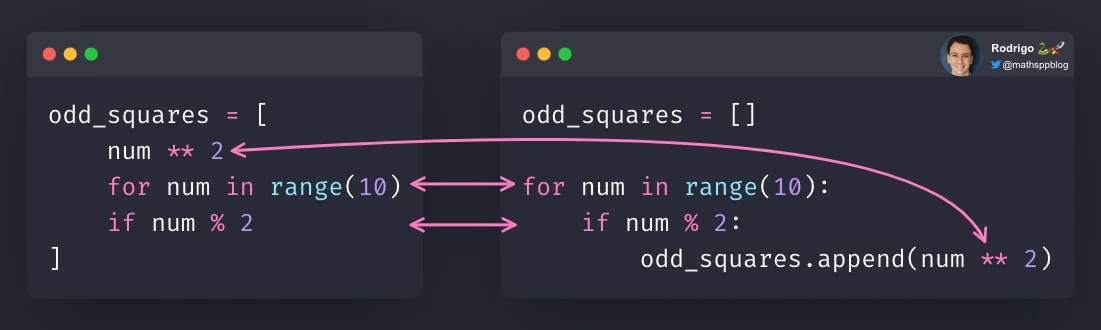 odd_squares = [
    num ** 2
    for num in range(10)
    if num % 2
]
Rodrigo 🐍🚀
@mathsppblog
odd_squares = []
for num in range(10):
    if num % 2:
        odd_squares.append(num ** 2)